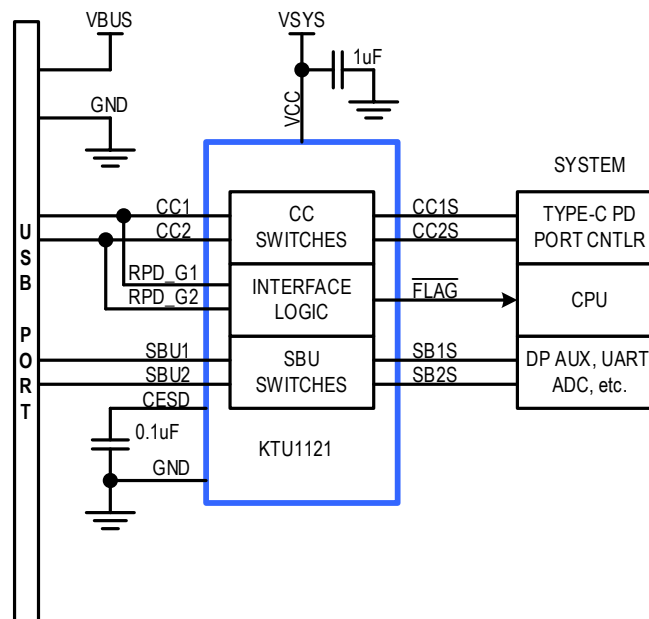 VBUS
VSYS
1uF
GND
VCC
SYSTEM
USB PORT
CC1
CC2
CC SWITCHES
CC1S
CC2S
TYPE-C PD
PORT CNTLR
RPD_G1
RPD_G2
INTERFACE
LOGIC
FLAG
CPU
SBU1
SBU2
SBU
SWITCHES
SB1S
SB2S
DP AUX, UART
ADC, etc.
CESD
0.1uF
GND
KTU1121